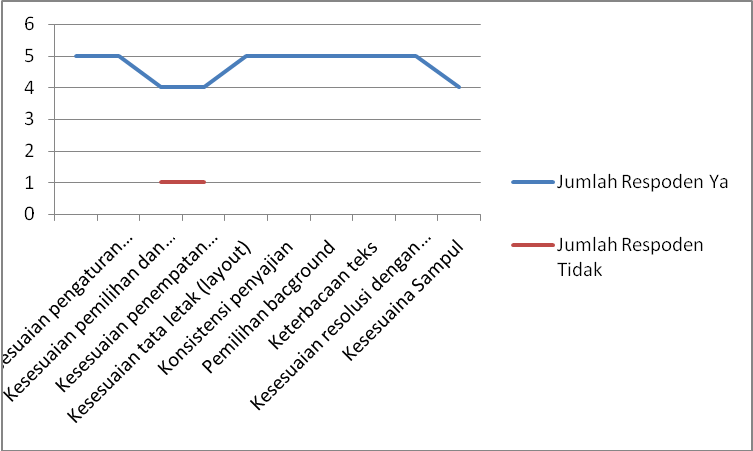 6
5
4
3
2
1
0
esuaian pengaturan...
Kesesuaian pemilihan dan...
Kesesuaian penempatan...
Kesesuaian tata letak (layout)
Konsistensi penyajian
Pemilihan bacground
Keterbacaan teks
Kesesuaian resolusi dengan...
Kesesuaina Sampul
Jumlah Respoden Ya
Jumlah Respoden
Tidak